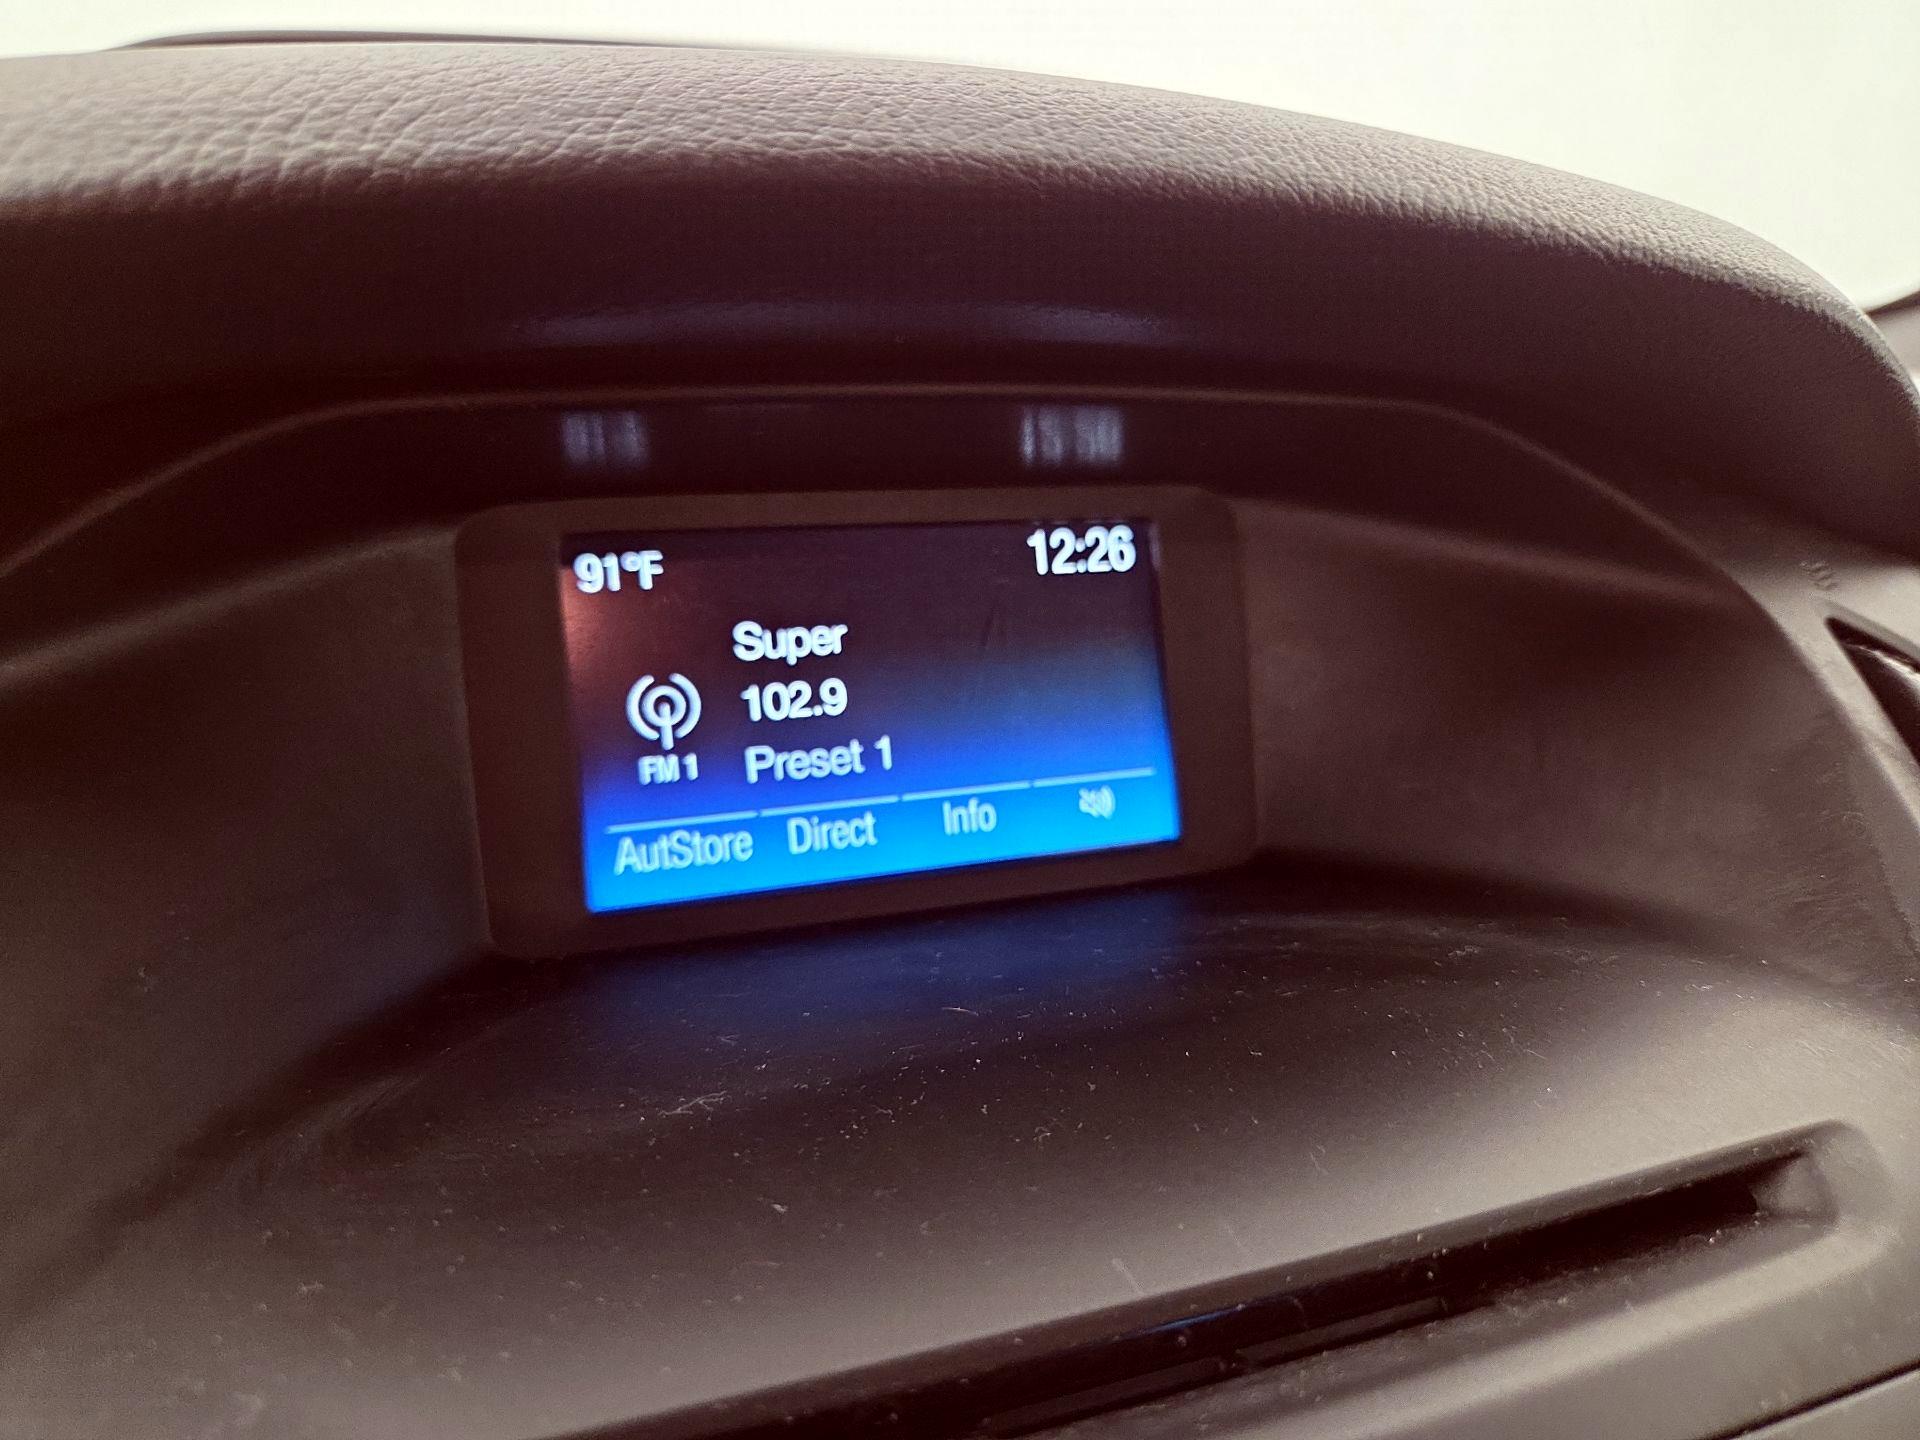 91°F 12:26
Super
102.9
FM 1 Preset 1
AutStore Direct Info